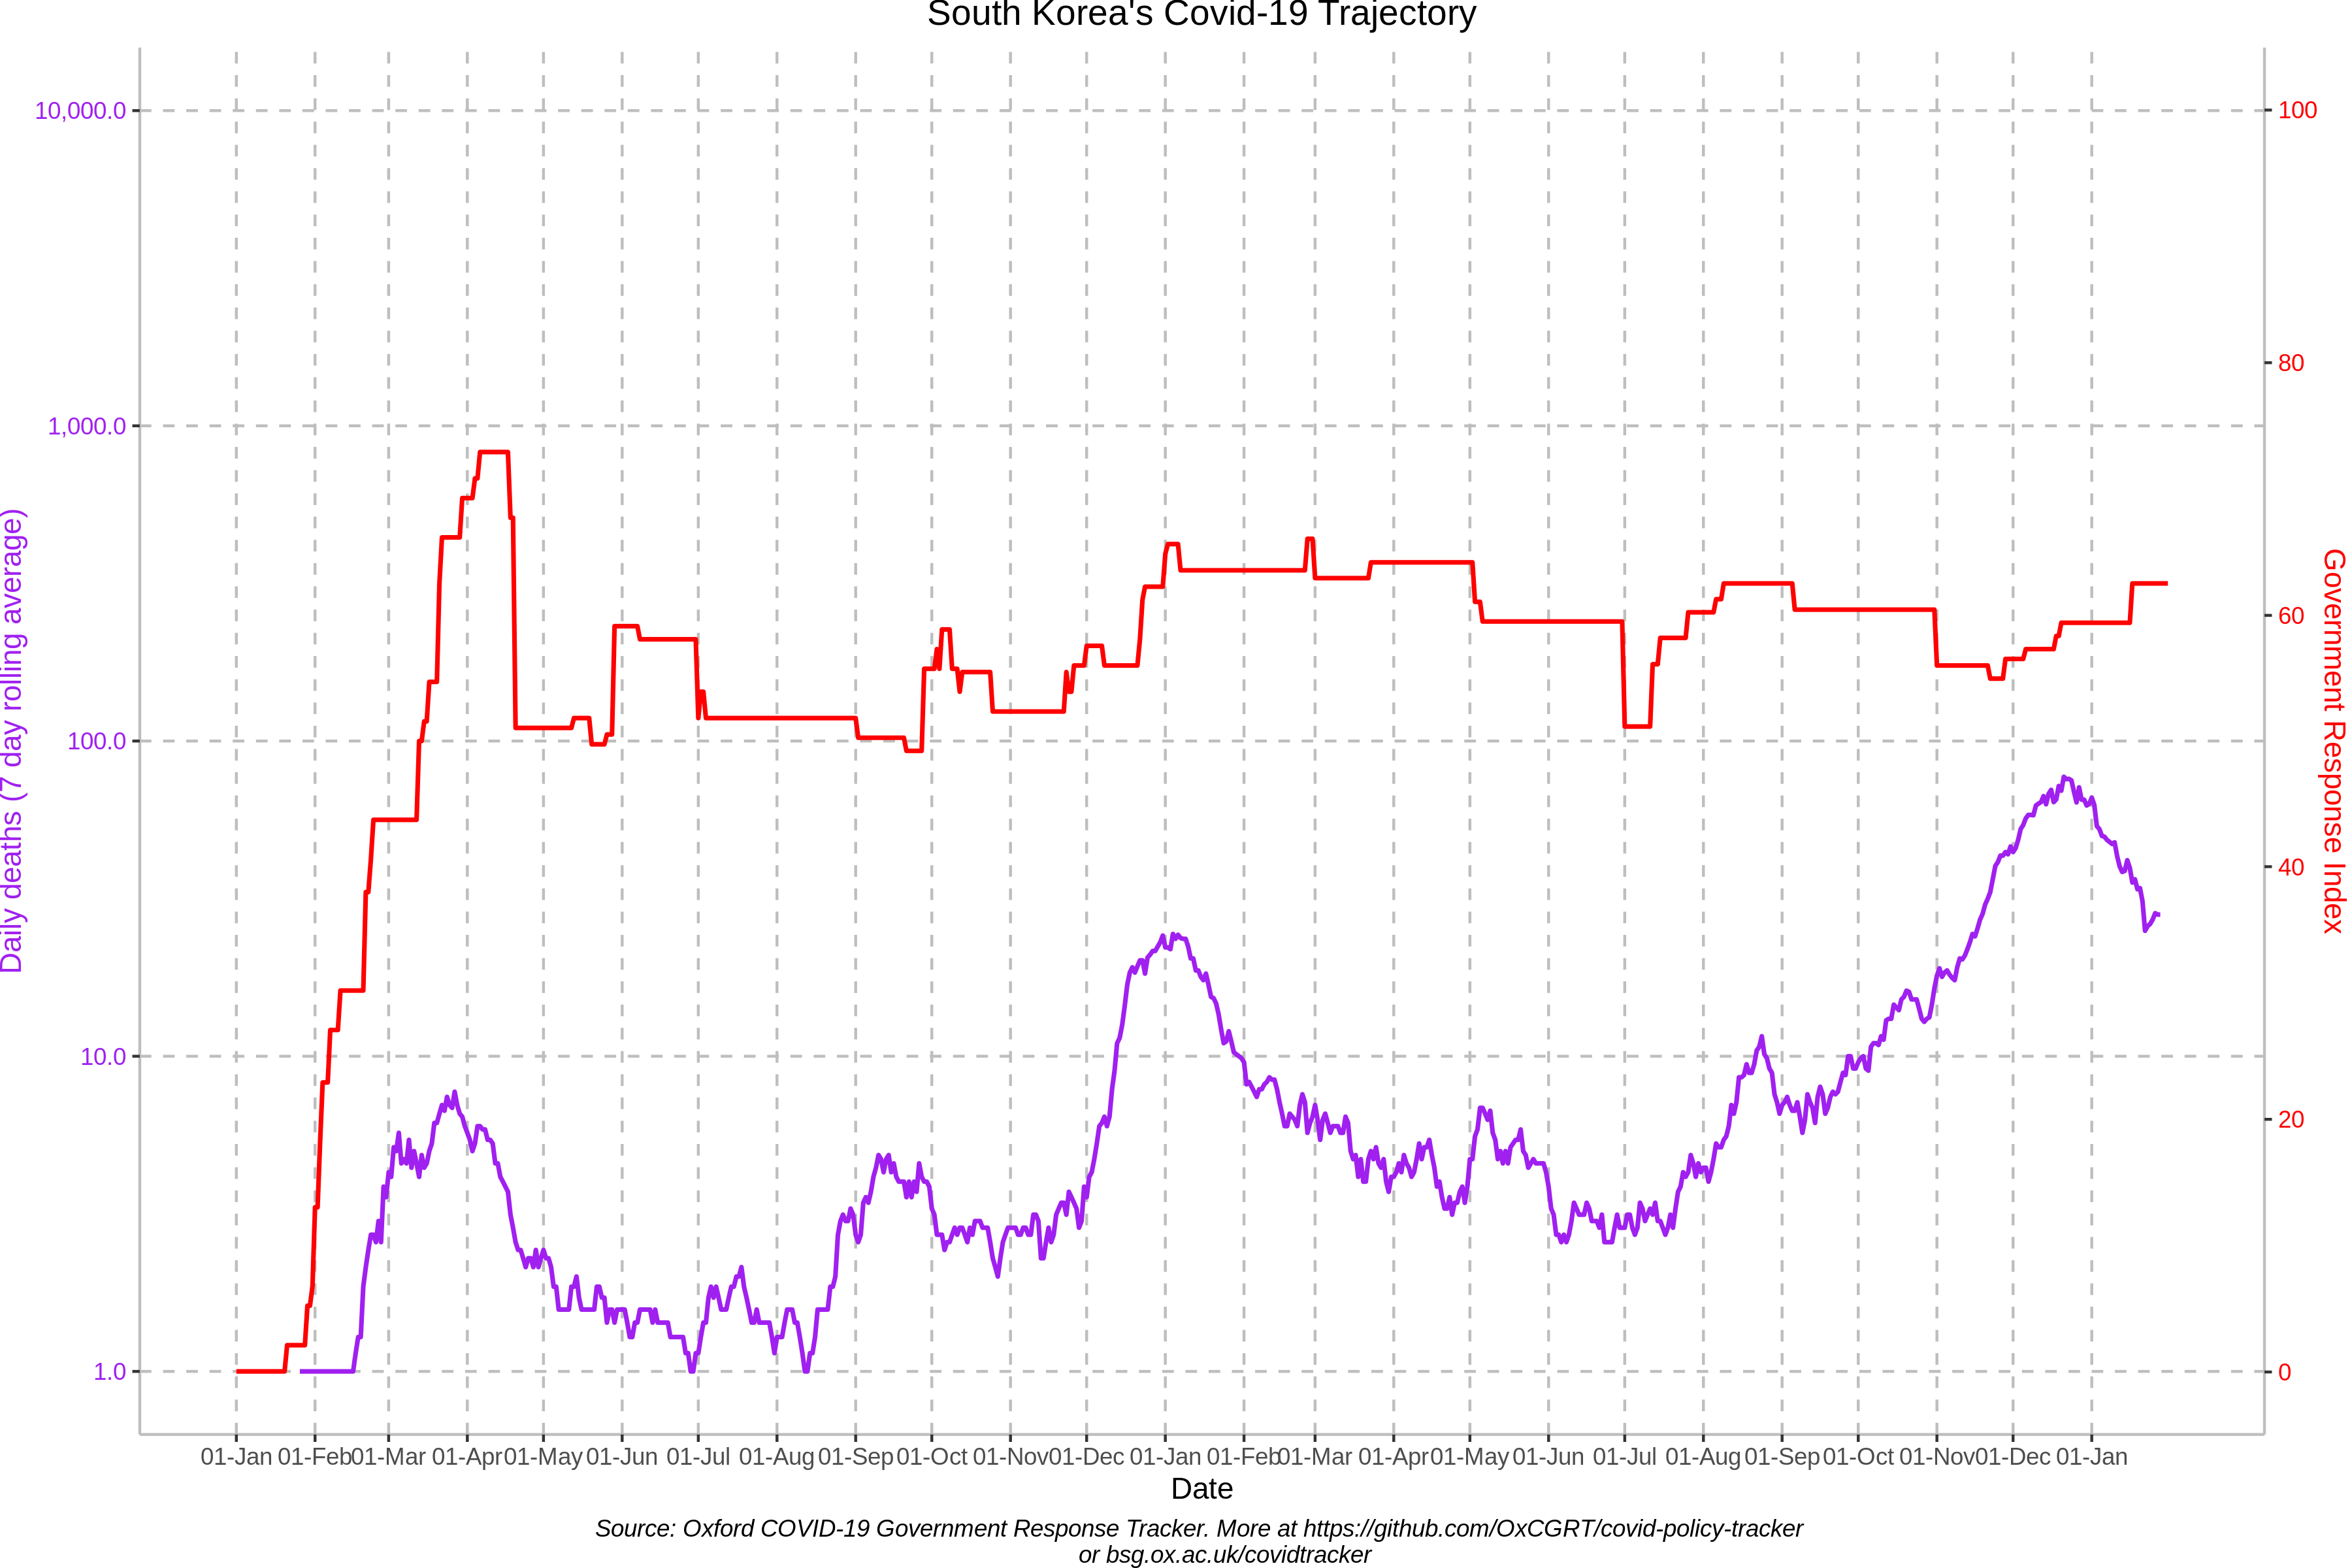 South Korea's Covid-19 Trajectory
10,000.0
1,000.0
100.0
10.0
1.0
Daily deaths (7 day rolling average)
100
80
60
40
20
0
Government Response Index
01-Jan 01-Feb 01-Mar 01-Apr 01-May 01-Jun 01-Jul 01-Aug 01-Sep 01-Oct 01-Nov 01-Dec 01-Jan 01-Feb 01-Mar 01-Apr 01-May 01-Jun 01-Jul 01-Aug 01-Sep 01-Oct 01-Nov 01-Dec 01-Jan
Date
Source: Oxford COVID-19 Government Response Tracker. More at https://github.com/OxCGRT/covid-policy-tracker
or bsg.ox.ac.uk/covidtracker